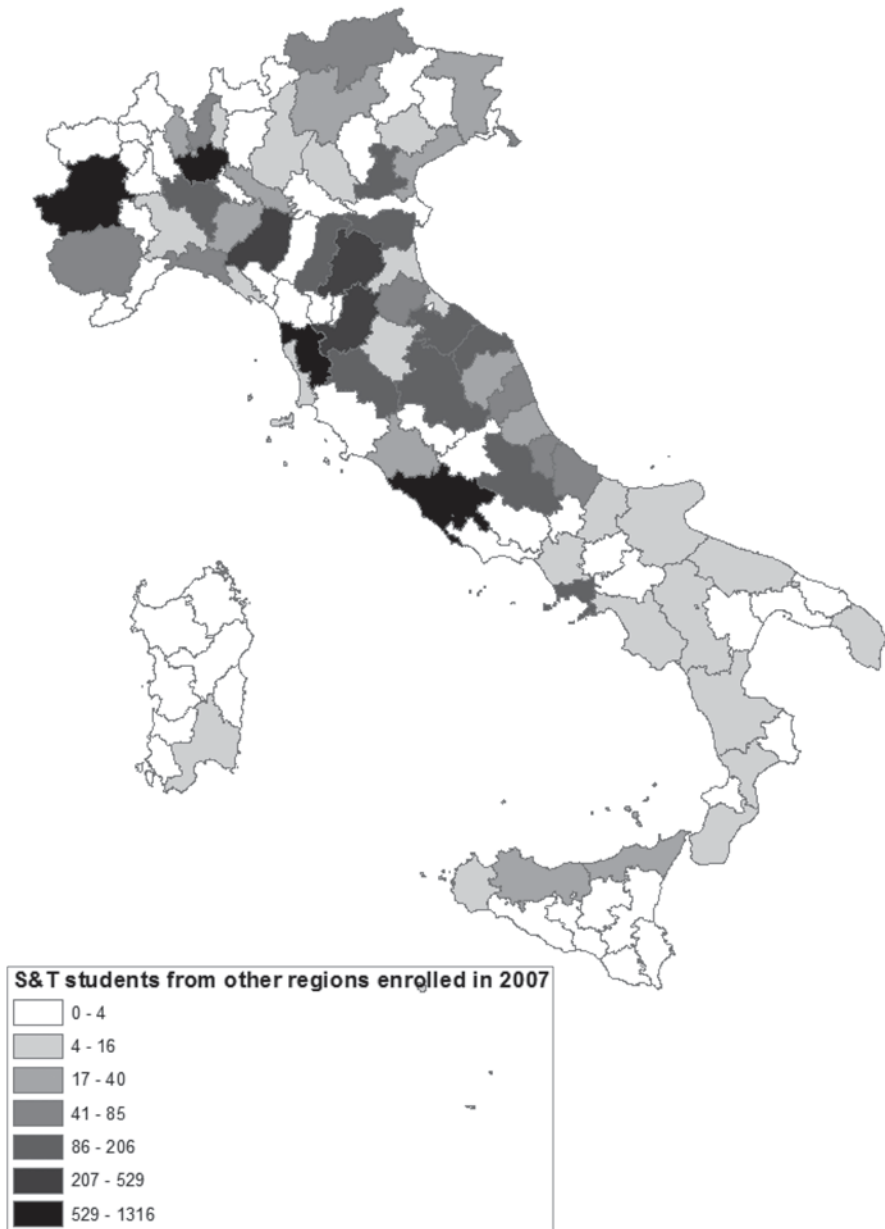 S&T students from other regions enrolled in 2007
0 - 4
4 - 16
17 - 40
41 - 85
86 - 206
207 - 529
529 - 1316